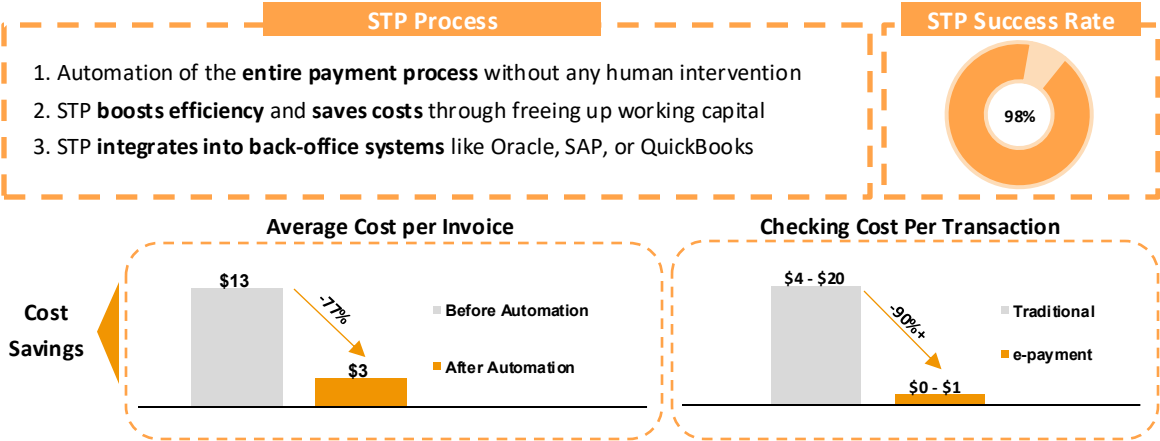 STP Process
1. Automation of the entire payment process without any human intervention
2. STP boosts efficiency and saves costs through freeing up working capital
3. STP integrates into back-office systems like Oracle, SAP, or QuickBooks
STP Success Rate
98%
Cost
Savings
Average Cost per Invoice
$13
-77%
$3
Before Automation
After Automation
Checking Cost Per Transaction
$4 - $20
-90%+
$0 - $1
Traditional
e-payment